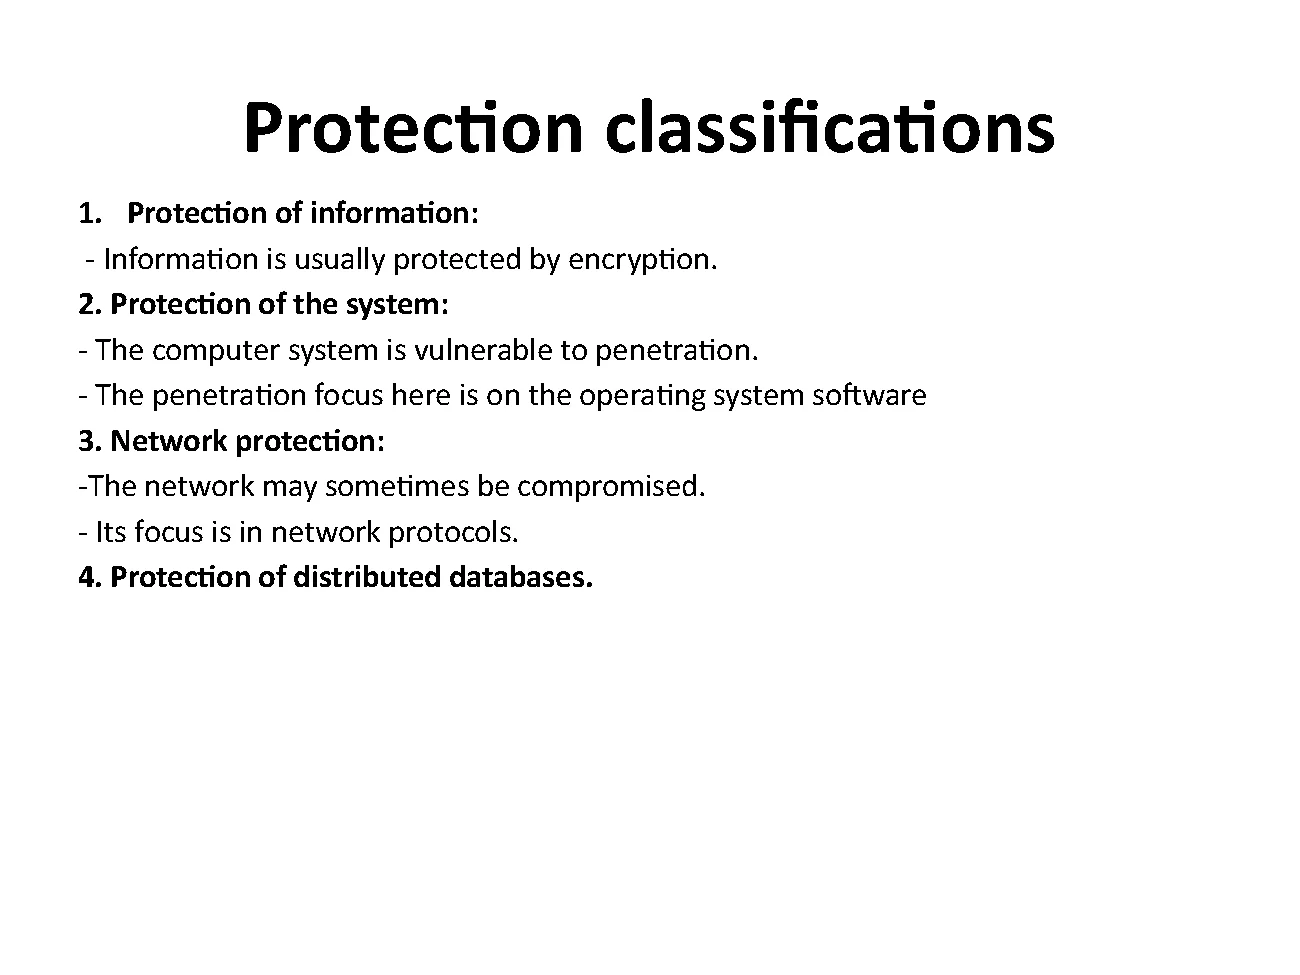 Protection classifications
1. Protection of information:
- Information is usually protected by encryption.
2. Protection of the system:
- The computer system is vulnerable to penetration.
- The penetration focus here is on the operating system software
3. Network protection:
-The network may sometimes be compromised.
- Its focus is in network protocols.
4. Protection of distributed databases.